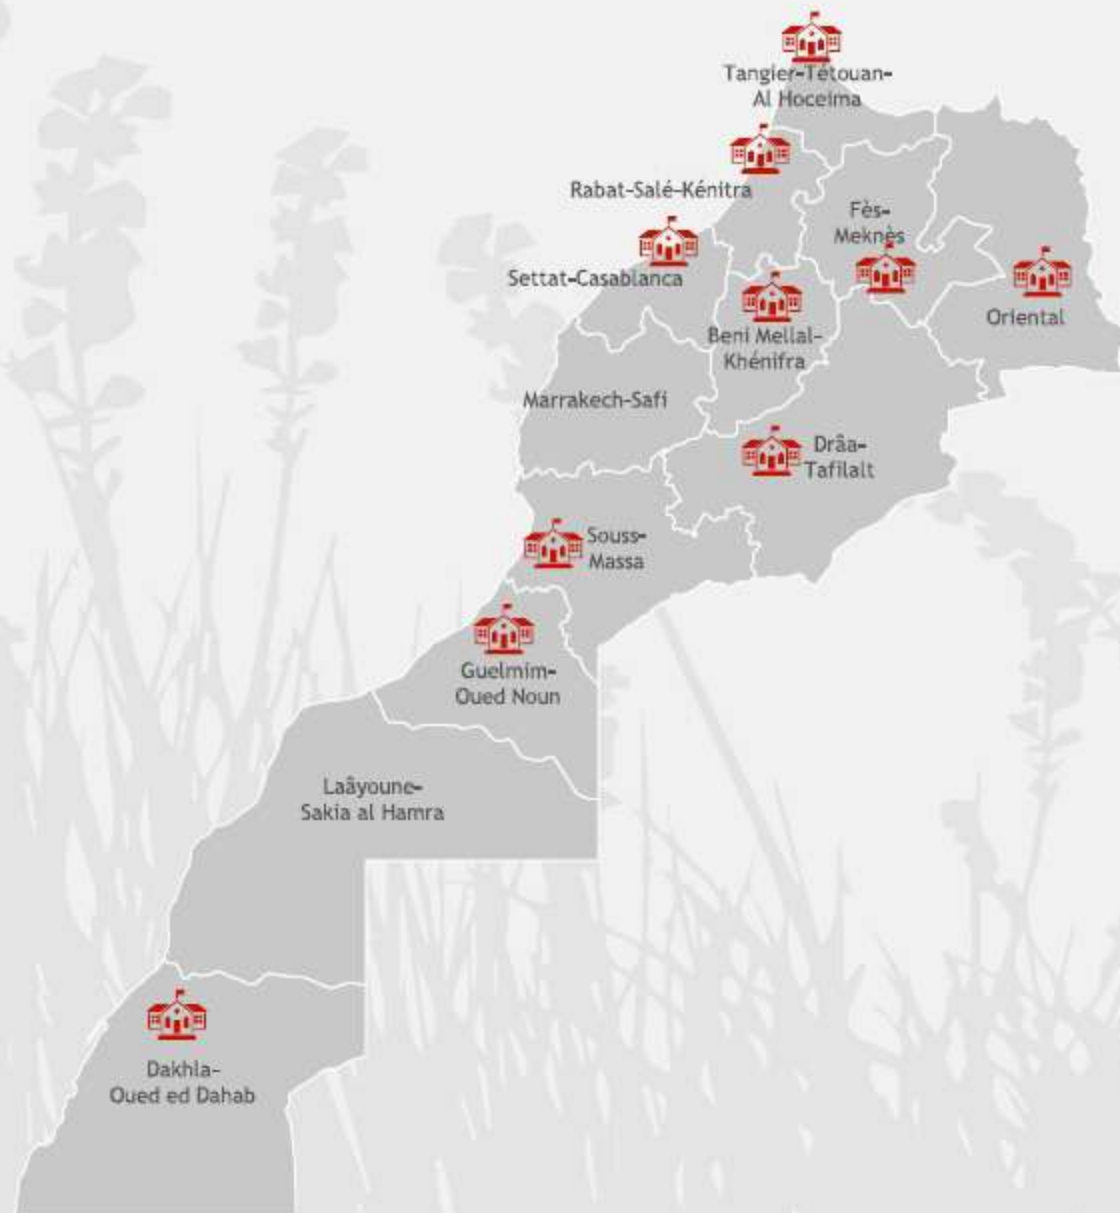 Tangier-Tétouan-
Al Hoceima
Rabat-Salé-Kénitra
Fès-
Meknès
Settat-Casablanca
Oriental
Beni Mellal-
Khénifra
Marrakech-Safi
Drâa-
Tafilalt
Souss-
Massa
Guelmim-
Oued Noun
Laâyoune-
Sakia al Hamra
Dakhla-
Oued ed Dahab